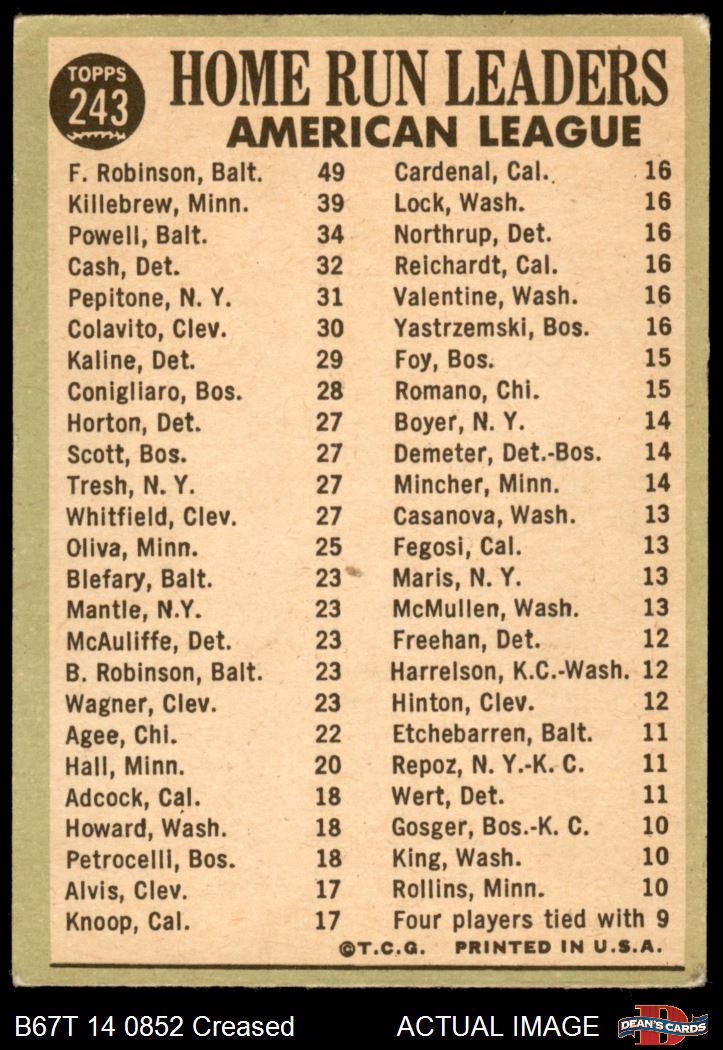 TOPPS
243
HOME RUN LEADERS
AMERICAN LEAGUE
F. Robinson, Balt. 49
Killebrew, Minn. 39
Powell, Balt. 34
Cash, Det. 32
Pepitone, N. Y. 31
Colavito, Clev. 30
Kaline, Det. 29
Conigliaro, Bos. 28
Horton, Det. 27
Scott, Bos. 27
Tresh, N. Y. 27
Whitfield, Clev. 27
Oliva, Minn. 25
Blefary, Balt. 23
Mantle, N.Y. 23
McAuliffe, Det. 23
B. Robinson, Balt. 23
Wagner, Clev. 23
Agee, Chi. 22
Hall, Minn. 20
Adcock, Cal. 18
Howard, Wash. 18
Petrocelli, Bos. 18
Alvis, Clev. 17
Knoop, Cal. 17
Cardenal, Cal. 16
Lock, Wash. 16
Northrup, Det. 16
Reichardt, Cal. 16
Valentine, Wash. 16
Yastrzemski, Bos. 16
Foy, Bos. 15
Romano, Chi. 15
Boyer, N. Y. 14
Demeter, Det.-Bos. 14
Mincher, Minn. 14
Casanova, Wash. 13
Fegosi, Cal. 13
Maris, N. Y. 13
McMullen, Wash. 13
Freehan, Det. 12
Harrelson, K.C.-Wash. 12
Hinton, Clev. 12
Etchebarren, Balt. 11
Repoz, N. Y.-K. C. 11
Wert, Det. 11
Gosger, Bos.-K. C. 10
King, Wash. 10
Rollins, Minn. 10
Four players tied with 9
©T.C.G. PRINTED IN U.S.A.
B67T 14 0852 Creased
ACTUAL IMAGE
D
DEAN'S CARDS